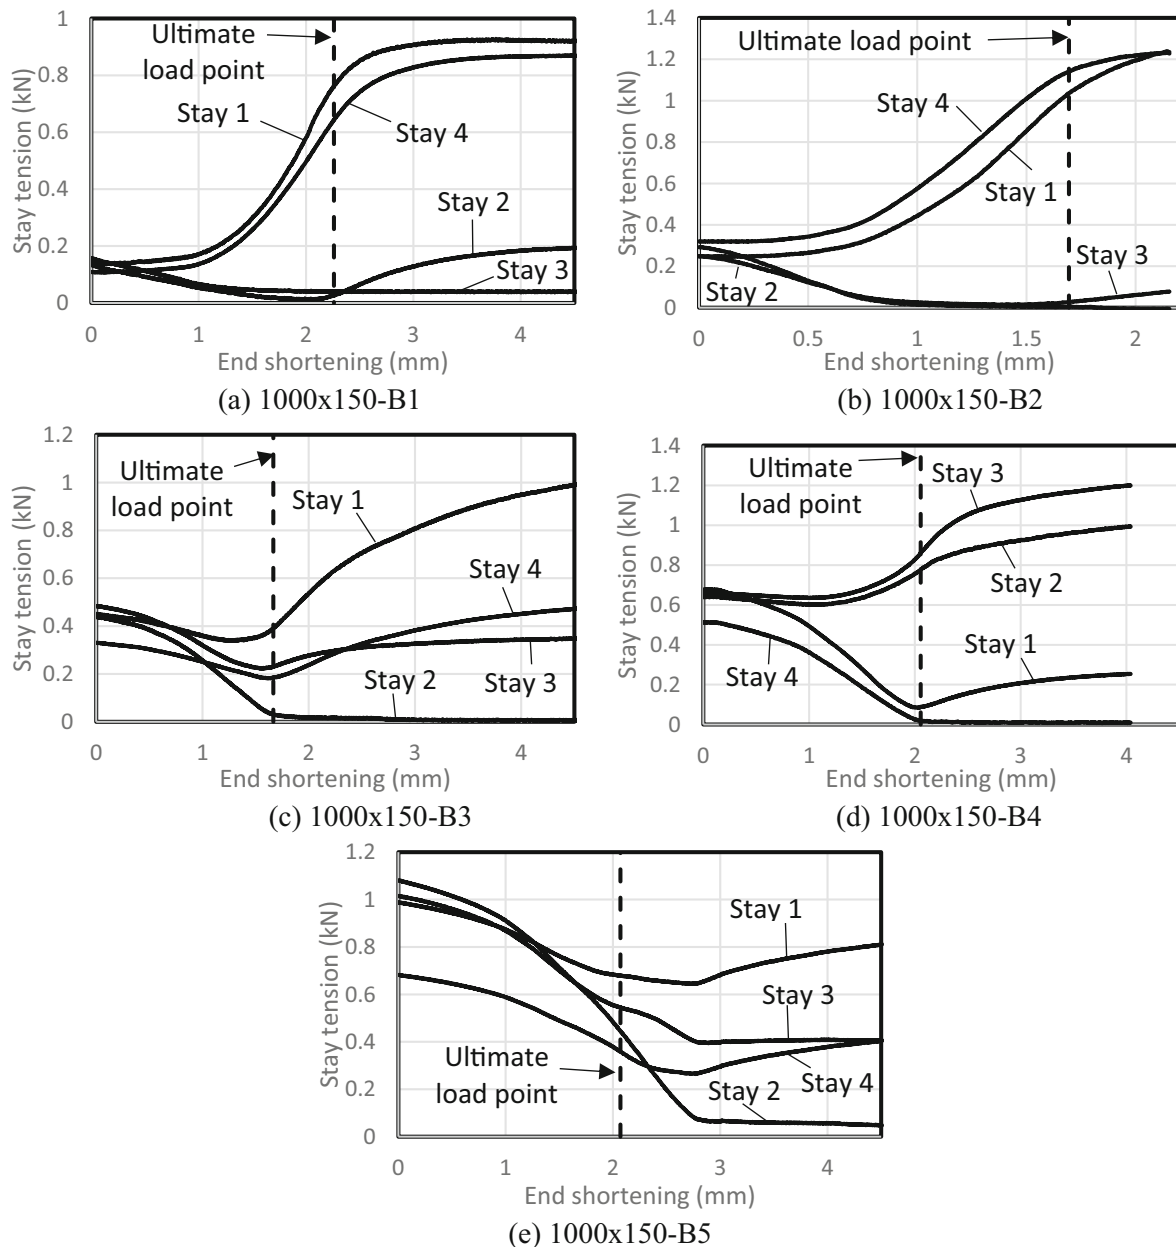 1
0.8
0.6
0.4
0.2
0
Stay tension (kN)
Ultimate
load point
Stay 1
Stay 4
Stay 2
Stay 3
0 1 2 3 4
End shortening (mm)
(a) 1000x150-B1
1.4
1.2
1
0.8
0.6
0.4
0.2
0
Stay tension (kN)
Ultimate load point
Stay 4
Stay 1
Stay 3
Stay 2
0 0.5 1 1.5 2
End shortening (mm)
(b) 1000x150-B2
1.2
1
0.8
0.6
0.4
0.2
0
Stay tension (kN)
Ultimate
load point
Stay 1
Stay 4
Stay 2
Stay 3
0 1 2 3 4
End shortening (mm)
(c) 1000x150-B3
1.4
1.2
1
0.8
0.6
0.4
0.2
0
Stay tension (kN)
Ultimate
load point
Stay 3
Stay 2
Stay 1
Stay 4
0 1 2 3 4
End shortening (mm)
(d) 1000x150-B4
1.2
1
0.8
0.6
0.4
0.2
0
Stay tension (kN)
Stay 1
Stay 3
Ultimate
load point
Stay 2
Stay 4
0 1 2 3 4
End shortening (mm)
(e) 1000x150-B5